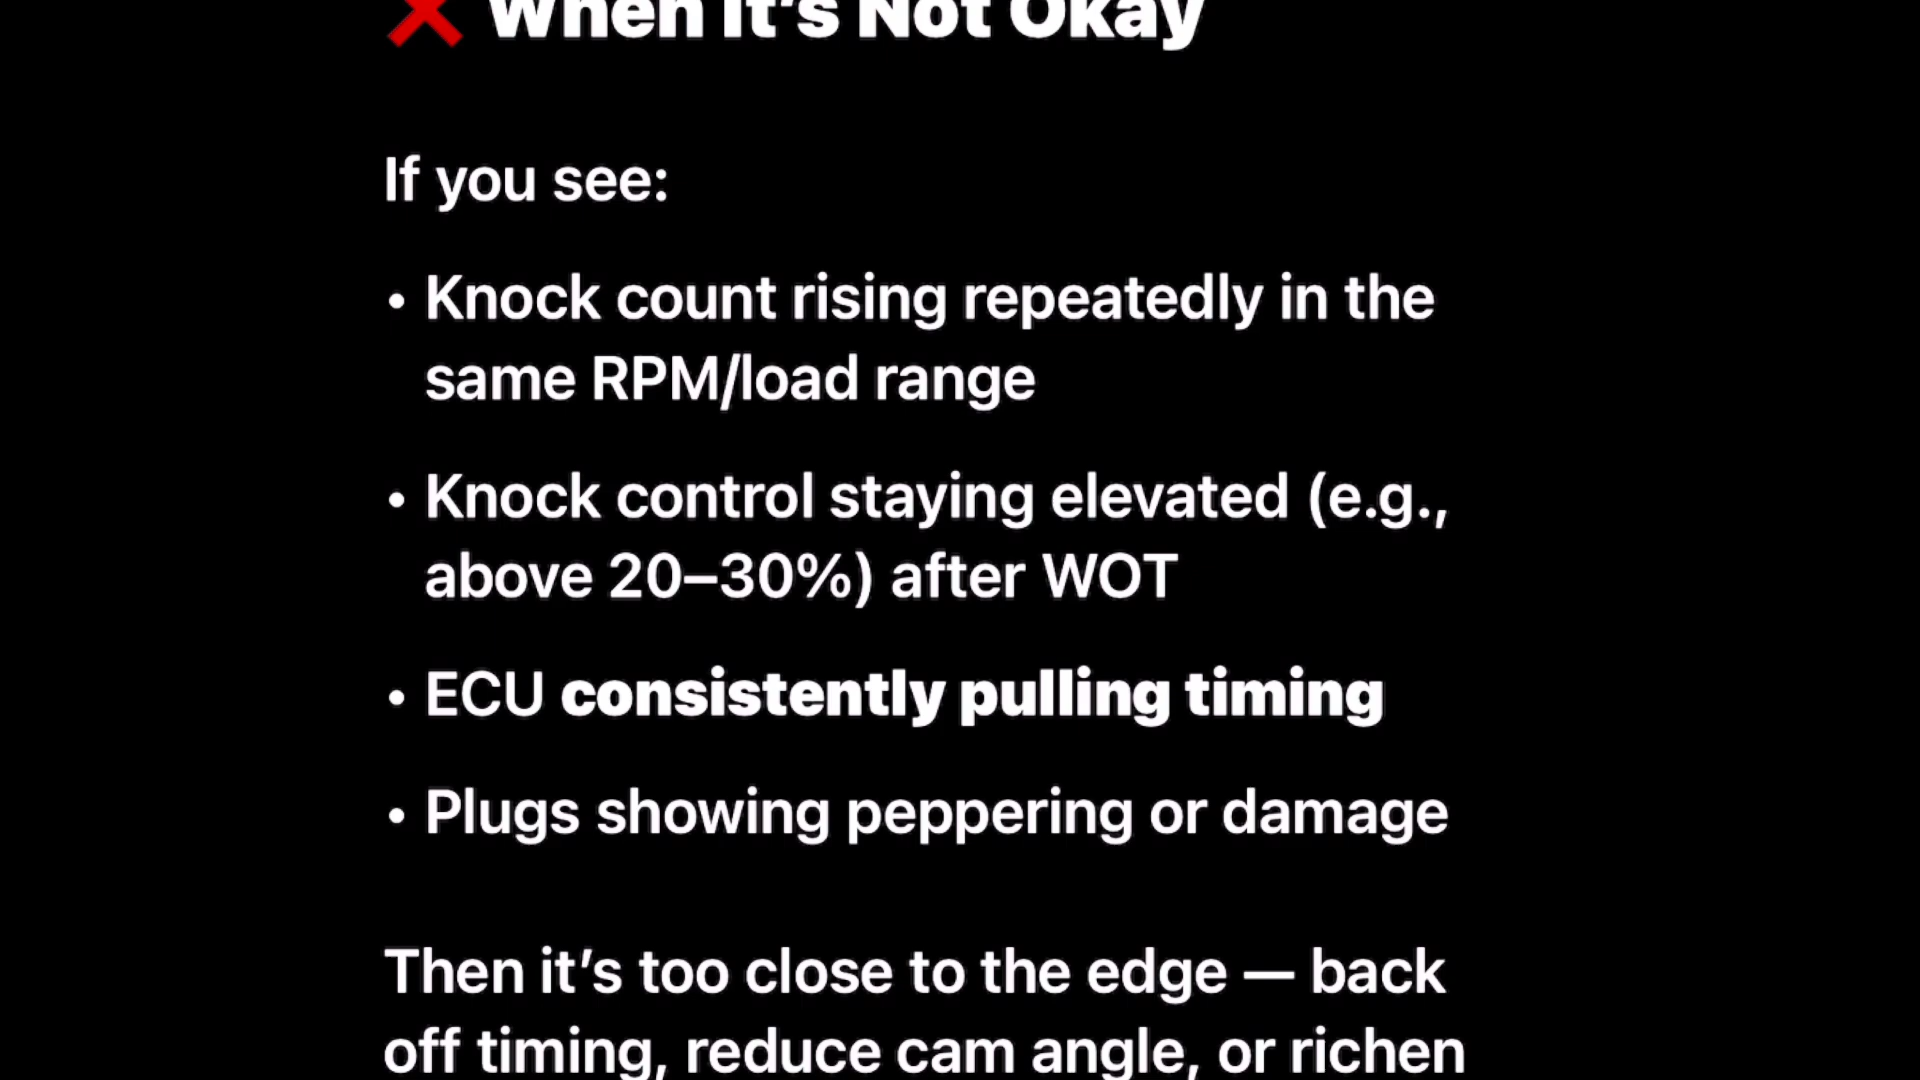 ❌ When It’s Not Okay
If you see:
• Knock count rising repeatedly in the
same RPM/load range
• Knock control staying elevated (e.g.,
above 20–30%) after WOT
• ECU consistently pulling timing
• Plugs showing peppering or damage
Then it’s too close to the edge — back
off timing, reduce cam angle, or richen